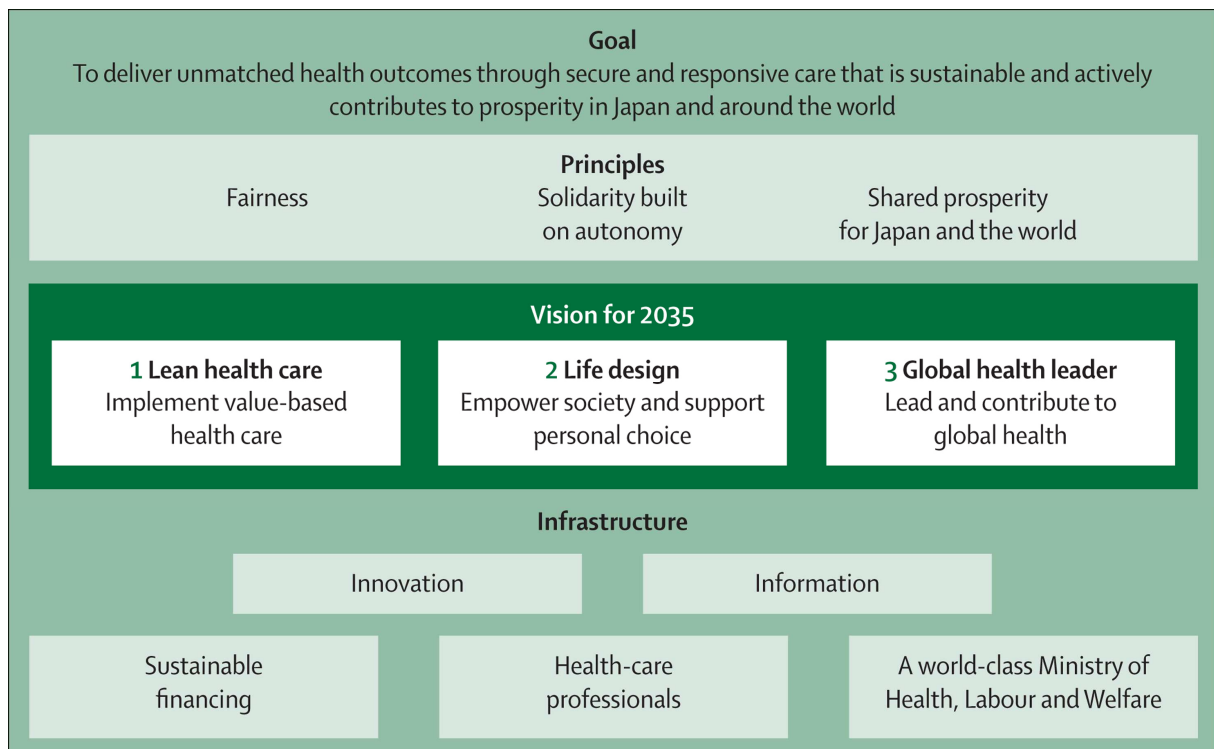 Goal
To deliver unmatched health outcomes through secure and responsive care that is sustainable and actively
contributes to prosperity in Japan and around the world
Principles
Fairness
Solidarity built
on autonomy
Shared prosperity
for Japan and the world
Vision for 2035
1 Lean health care
Implement value-based
health care
2 Life design
Empower society and support
personal choice
3 Global health leader
Lead and contribute to
global health
Infrastructure
Innovation
Information
Sustainable
financing
Health-care
professionals
A world-class Ministry of
Health, Labour and Welfare